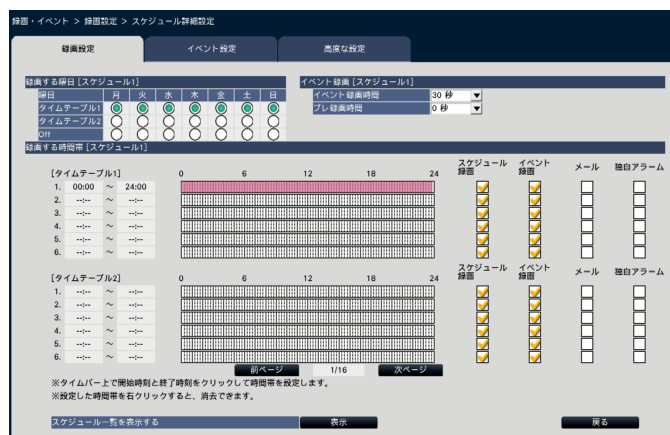 録画・イベント > 録画設定 > スケジュール詳細設定
録画設定 イベント設定 高度な設定
録画する曜日 [スケジュール1] イベント録画 [スケジュール1]
曜日 月 火 水 木 金 土 日 イベント録画時間 30 秒
タイムテーブル1 プレ録画時間 0 秒
タイムテーブル2
Off
録画する時間帯 [スケジュール1]
[タイムテーブル1] 0 6 12 18 24 スケジュール録画 イベント録画 メール 独自アラーム
1. 00:00 ~ 24:00
2. --:-- ~ --:--
3. --:-- ~ --:--
4. --:-- ~ --:--
5. --:-- ~ --:--
6. --:-- ~ --:--
[タイムテーブル2] 0 6 12 18 24 スケジュール録画 イベント録画 メール 独自アラーム
1. --:-- ~ --:--
2. --:-- ~ --:--
3. --:-- ~ --:--
4. --:-- ~ --:--
5. --:-- ~ --:--
6. --:-- ~ --:--
前ページ 1/16 次ページ
※タイムバー上で開始時刻と終了時刻をクリックして時間帯を設定します。
※設定した時間帯を右クリックすると、消去できます。
スケジュール一覧を表示する 表示 戻る